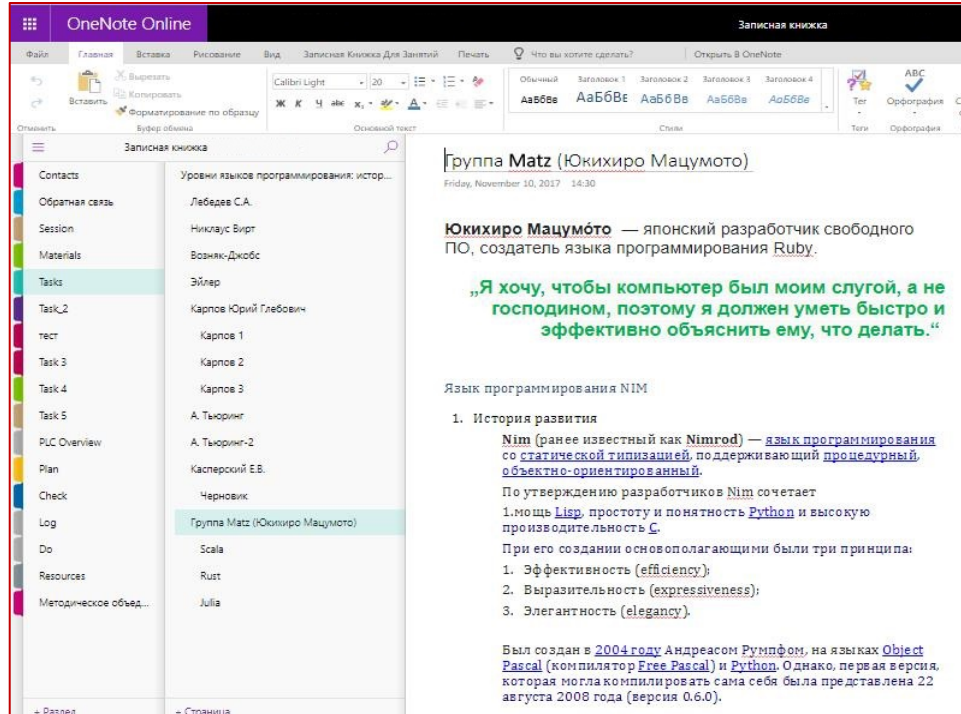 OneNote Online
Записная книжка
Файл Главная Вставка Рисование Вид Записная Книжка Для Занятий Печать Что вы хотите сделать? Открыть В OneNote
Вставить
Вырезать
Копировать
Форматирование по образцу
Calibri Light 20
Ж К Ч abc x₂ A
Обычный Заголовок 1 Заголовок 2 Заголовок 3 Заголовок 4
АаБбВв АаБбВв АаБбВв АаБбВв АаБбВв
Тег
ABC
Орфография
Отменить Буфер обмена Основной текст Стили Теги Орфография
Записная книжка
Contacts
Обратная связь
Session
Materials
Tasks
Task_2
тест
Task 3
Task 4
Task 5
PLC Overview
Plan
Check
Log
Do
Resources
Методическое объед...
+ Раздел
Уровни языков программирования: истор...
Лебедев С.А.
Никлаус Вирт
Возняк-Джобс
Эйлер
Карпов Юрий Глебович
Карпов 1
Карпов 2
Карпов 3
А. Тьюринг
А. Тьюринг-2
Касперский Е.В.
Черновик
Группа Matz (Юкихиро Мацумото)
Scala
Rust
Julia
+ Страница
Группа Matz (Юкихиро Мацумото)
Friday, November 10, 2017 14:30
Юкихиро Мацумо́то — японский разработчик свободного
ПО, создатель языка программирования Ruby.
„Я хочу, чтобы компьютер был моим слугой, а не
господином, поэтому я должен уметь быстро и
эффективно объяснить ему, что делать.“
Язык программирования NIM
1. История развития
Nim (ранее известный как Nimrod) — язык программирования
со статической типизацией, поддерживающий процедурный,
объектно-ориентированный.
По утверждению разработчиков Nim сочетает
1.мощь Lisp, простоту и понятность Python и высокую
производительность C.
При его создании основополагающими были три принципа:
1. Эффективность (efficiency);
2. Выразительность (expressiveness);
3. Элегантность (elegancy).
Был создан в 2004 году Андреасом Румпфом, на языках Object
Pascal (компилятор Free Pascal) и Python. Однако, первая версия,
которая могла компилировать сама себя была представлена 22
августа 2008 года (версия 0.6.0).